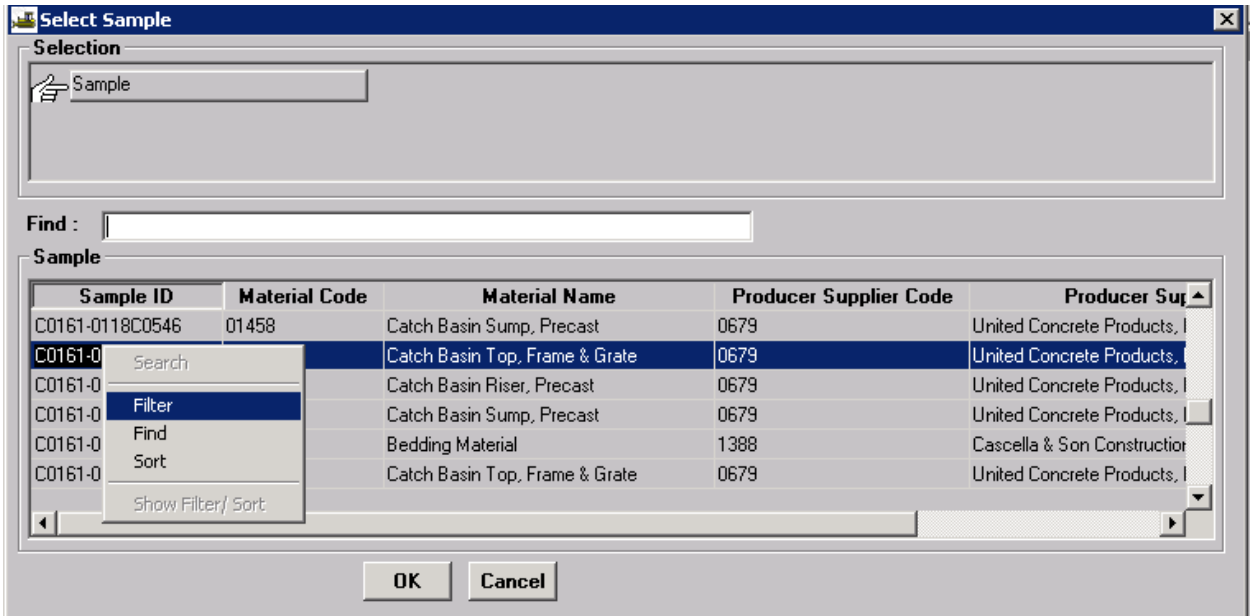 Select Sample
Selection
Sample
Find :
Sample
Sample ID Material Code Material Name Producer Supplier Code Producer Sup
C0161-0118C0546 01458 Catch Basin Sump, Precast 0679 United Concrete Products,
C0161-0 Catch Basin Top, Frame & Grate 0679 United Concrete Products,
C0161-0 Catch Basin Riser, Precast 0679 United Concrete Products,
C0161-0 Catch Basin Sump, Precast 0679 United Concrete Products,
C0161-0 Bedding Material 1388 Cascella & Son Construction
C0161-0 Catch Basin Top, Frame & Grate 0679 United Concrete Products,
Search
Filter
Find
Sort
Show Filter/ Sort
OK Cancel